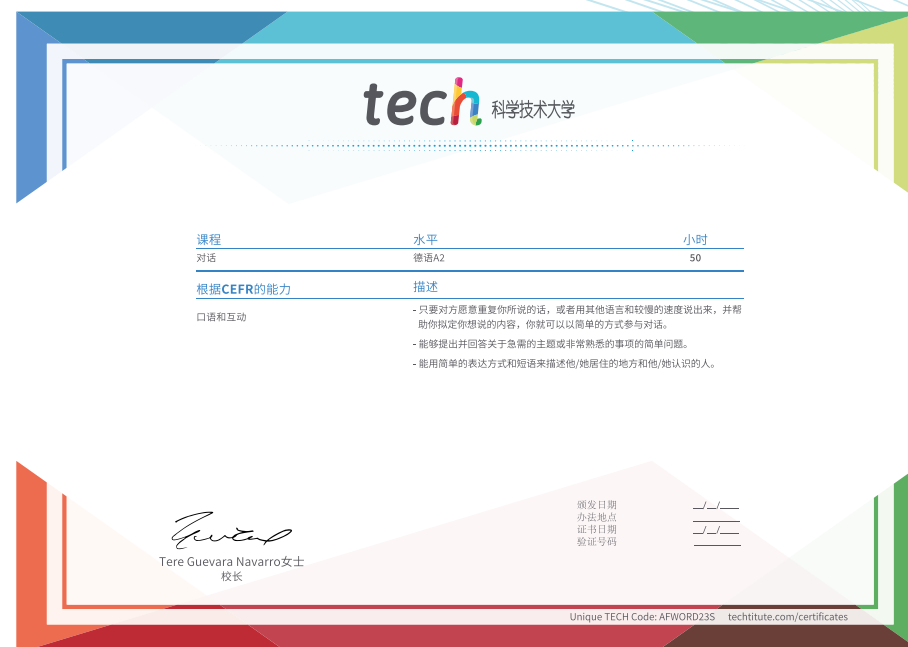 tech 科学技术大学
课程 水平 小时
对话 德语A2 50
根据CEFR的能力 描述
口语和互动
- 只要对方愿意重复你所说的话，或者用其他语言和较慢的速度说出来，并帮
助你拟定你想说的内容，你就可以以简单的方式参与对话。
- 能够提出并回答关于急需的主题或非常熟悉的事项的简单问题。
- 能用简单的表达方式和短语来描述他/她居住的地方和他/她认识的人。
颁发日期 __/__/____
办法地点 ________
证书日期 __/__/____
验证号码 ________
Tere Guevara Navarro女士
校长
Unique TECH Code: AFWORD23S techtitute.com/certificates